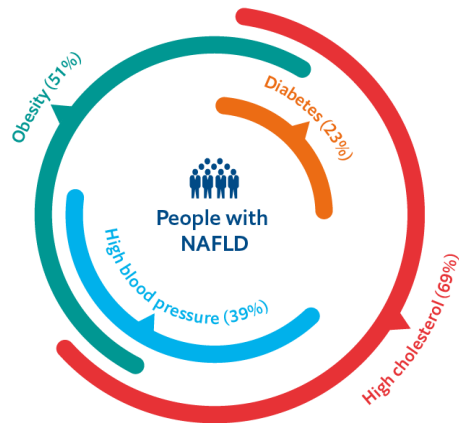 Obesity (51%)
Diabetes (23%)
People with
NAFLD
High blood pressure (39%)
High cholesterol (69%)